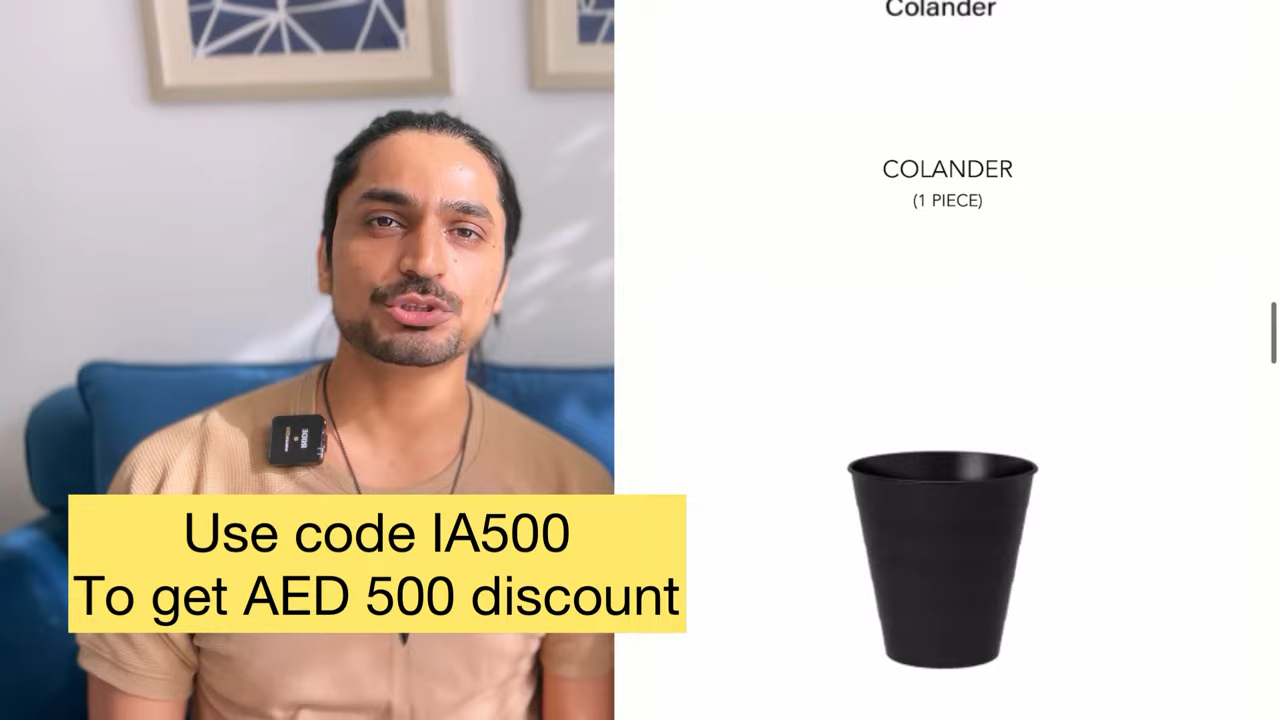 Colander
COLANDER
(1 PIECE)
Use code IA500
To get AED 500 discount